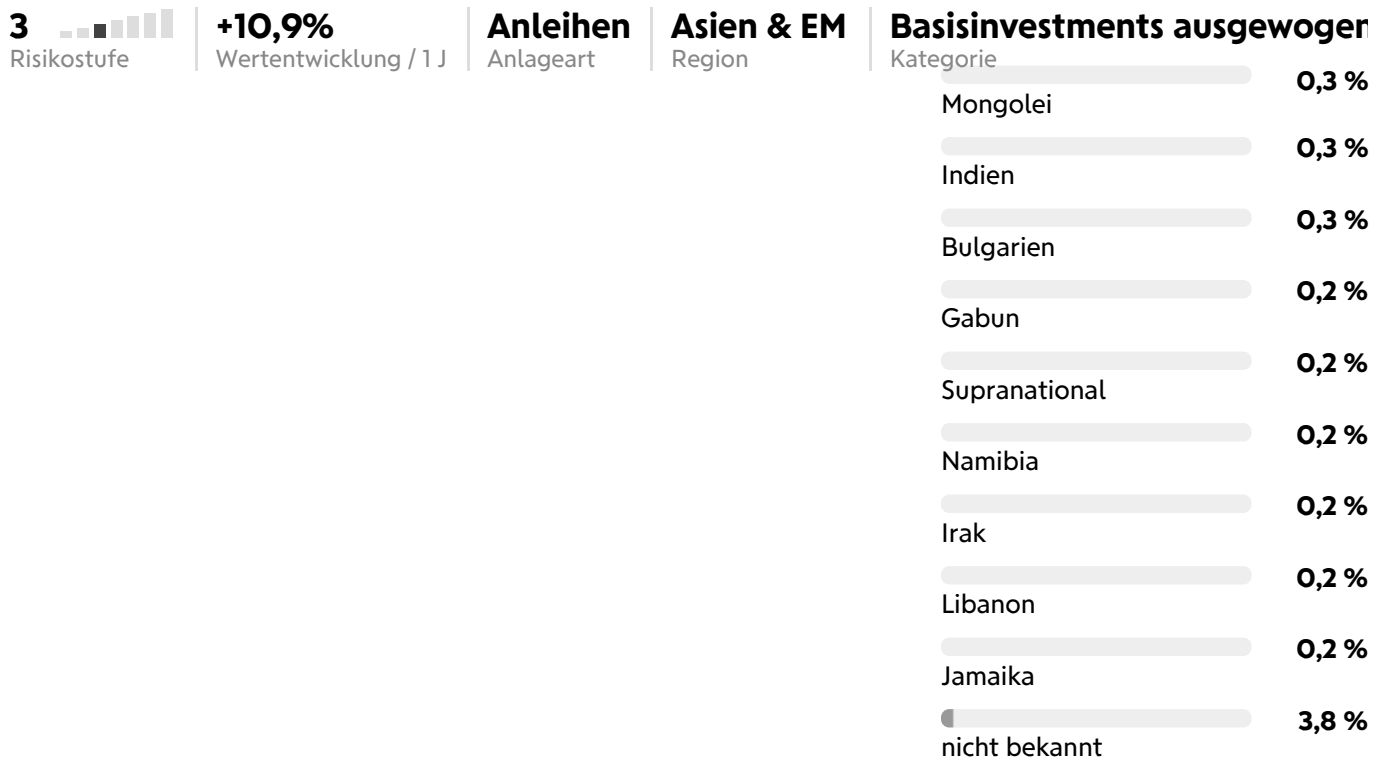 3 +10,9% Anleihen Asien & EM Basisinvestments ausgewogen
Risikostufe Wertentwicklung / 1 J Anlageart Region Kategorie
0,3 %
Mongolei
0,3 %
Indien
0,3 %
Bulgarien
0,2 %
Gabun
0,2 %
Supranational
0,2 %
Namibia
0,2 %
Irak
0,2 %
Libanon
0,2 %
Jamaika
3,8 %
nicht bekannt